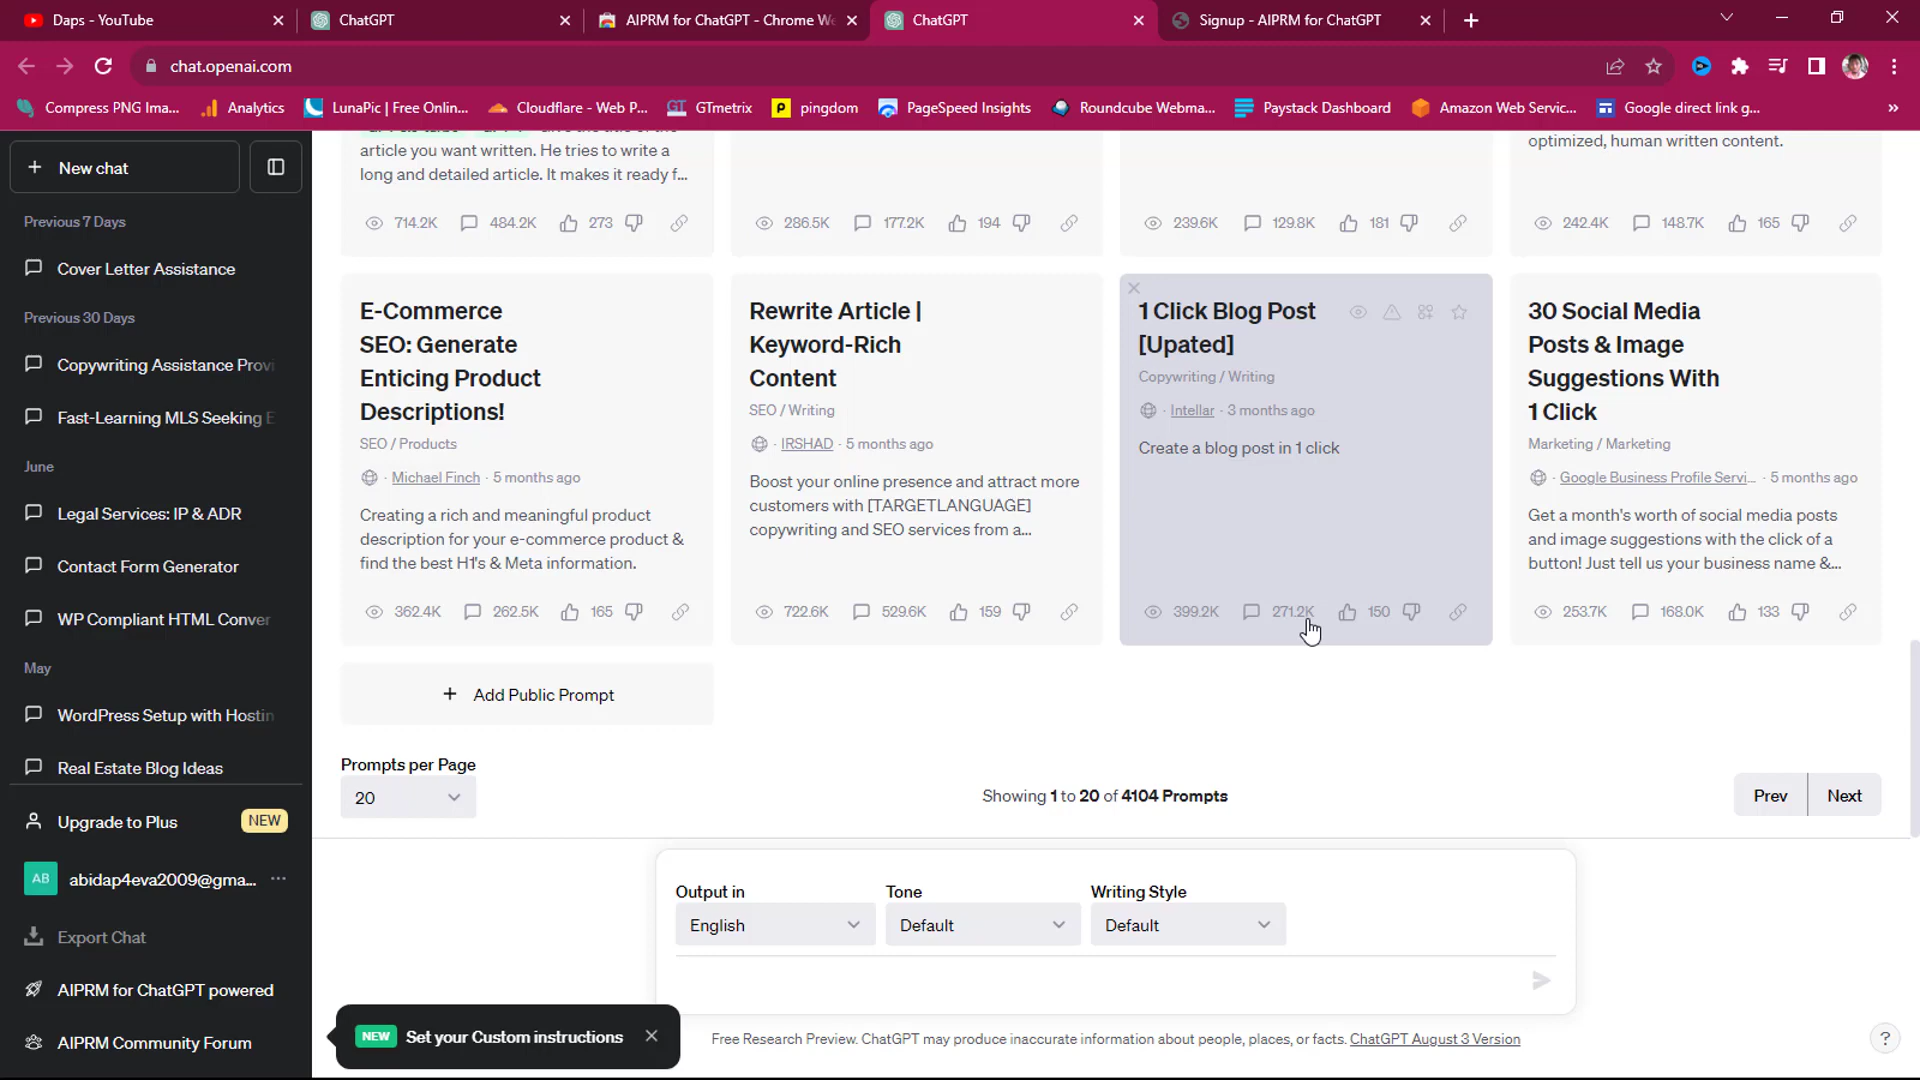 Daps - YouTube
ChatGPT
AIPRM for ChatGPT - Chrome We
ChatGPT
Signup - AIPRM for ChatGPT
chat.openai.com
Compress PNG Ima...
Analytics
LunaPic | Free Onlin...
Cloudflare - Web P...
GTmetrix
pingdom
PageSpeed Insights
Roundcube Webma...
Paystack Dashboard
Amazon Web Servic...
Google direct link g...
New chat
Previous 7 Days
Cover Letter Assistance
Previous 30 Days
Copywriting Assistance Provi
Fast-Learning MLS Seeking E
June
Legal Services: IP & ADR
Contact Form Generator
WP Compliant HTML Conver
May
WordPress Setup with Hostin
Real Estate Blog Ideas
Upgrade to Plus
NEW
AB
abidap4eva2009@gma...
Export Chat
AIPRM for ChatGPT powered
AIPRM Community Forum
article you want written. He tries to write a
long and detailed article. It makes it ready f...
714.2K 484.2K 273
286.5K 177.2K 194
239.6K 129.8K 181
optimized, human written content.
242.4K 148.7K 165
E-Commerce
SEO: Generate
Enticing Product
Descriptions!
SEO / Products
· Michael Finch · 5 months ago
Creating a rich and meaningful product
description for your e-commerce product &
find the best H1's & Meta information.
362.4K 262.5K 165
Rewrite Article |
Keyword-Rich
Content
SEO / Writing
· IRSHAD · 5 months ago
Boost your online presence and attract more
customers with [TARGETLANGUAGE]
copywriting and SEO services from a...
722.6K 529.6K 159
1 Click Blog Post
[Upated]
Copywriting / Writing
· Intellar · 3 months ago
Create a blog post in 1 click
399.2K 271.2K 150
30 Social Media
Posts & Image
Suggestions With
1 Click
Marketing / Marketing
· Google Business Profile Servi... · 5 months ago
Get a month's worth of social media posts
and image suggestions with the click of a
button! Just tell us your business name &...
253.7K 168.0K 133
+ Add Public Prompt
Prompts per Page
20
Showing 1 to 20 of 4104 Prompts
Prev
Next
Output in
Tone
Writing Style
English
Default
Default
NEW Set your Custom instructions
Free Research Preview. ChatGPT may produce inaccurate information about people, places, or facts. ChatGPT August 3 Version
?